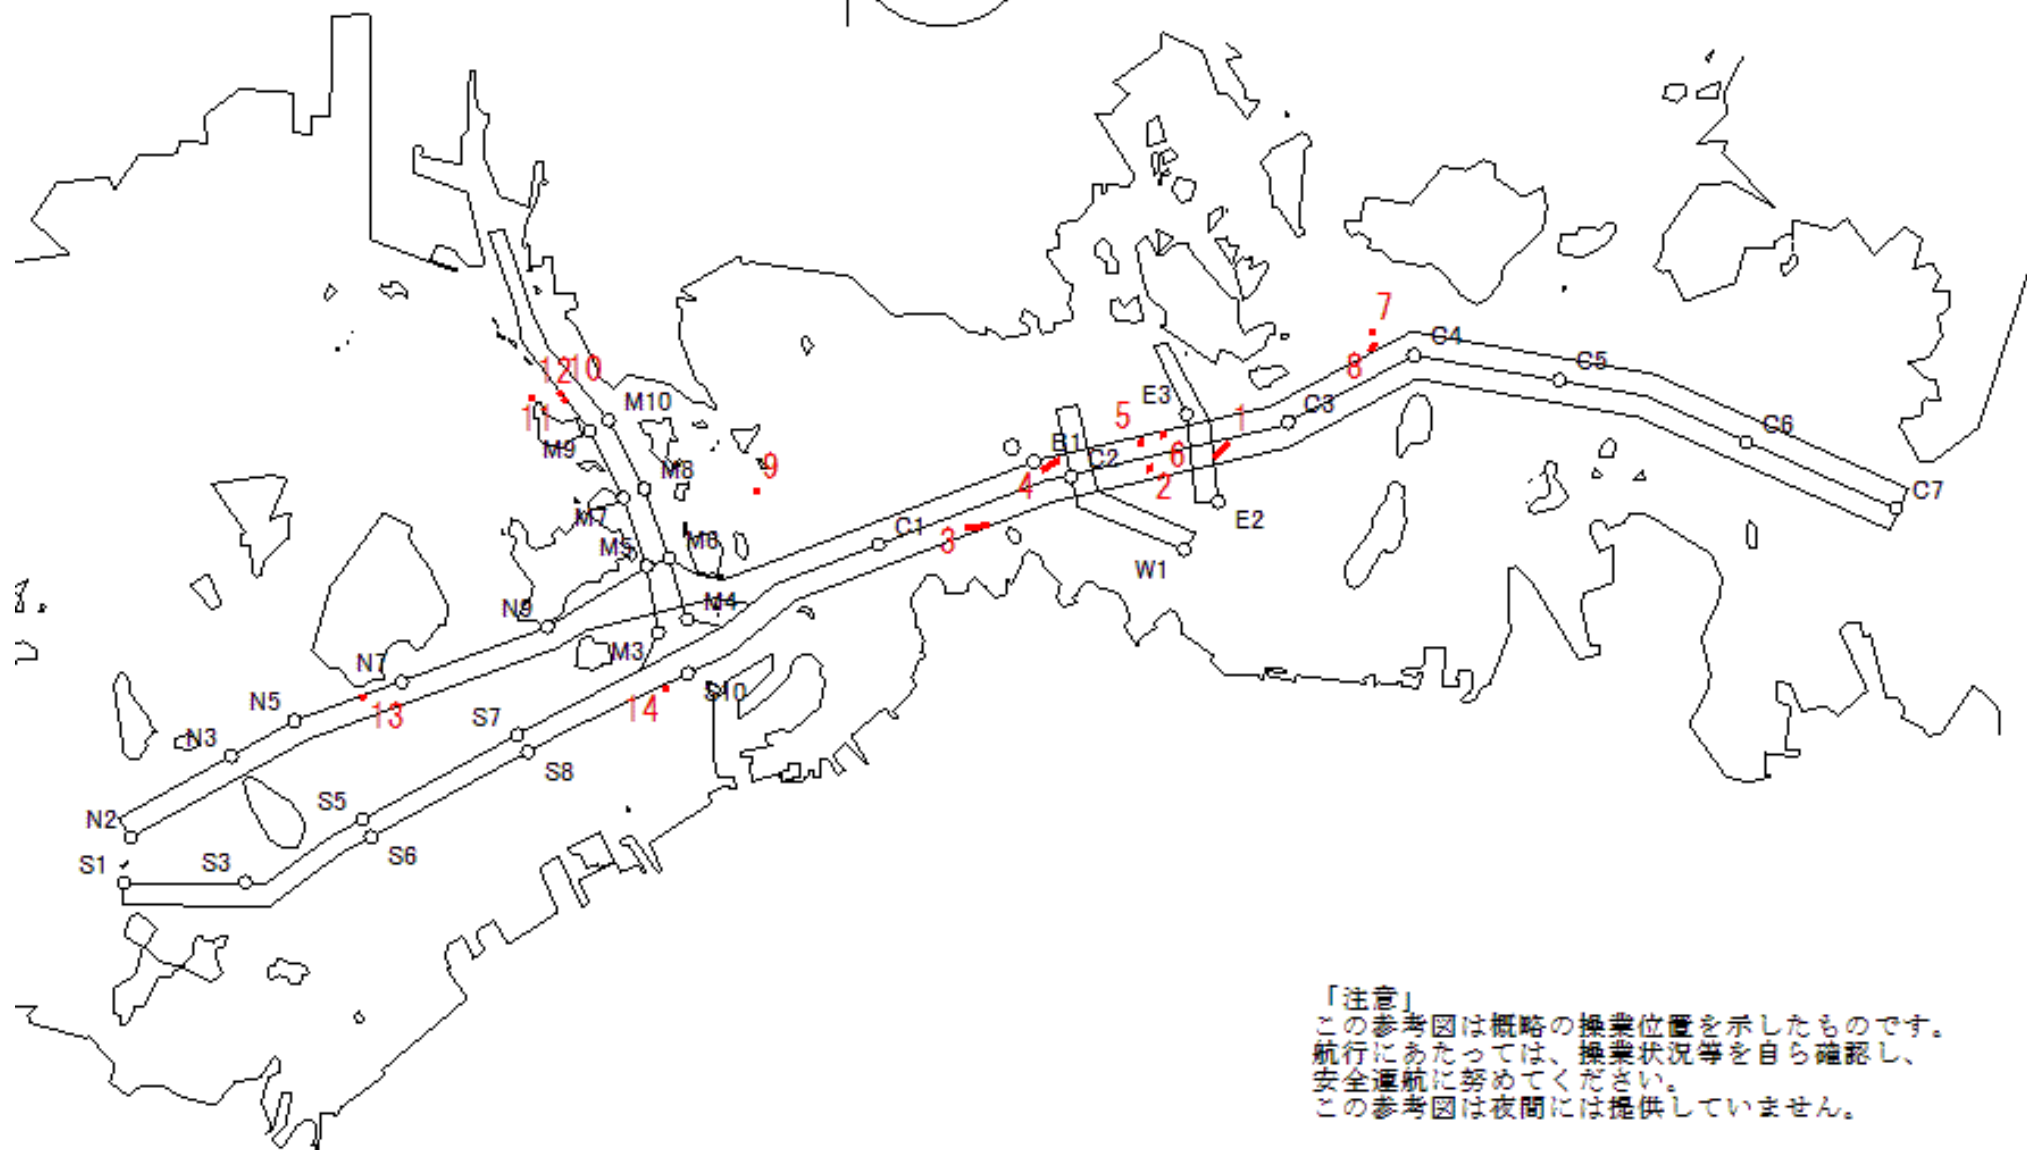 7
C4
8
C5
12
10
M10
11
M9
E3
5
1
C3
B1
6
C2
4
2
C6
M8
9
C7
E2
M7
C1
3
M5
M6
W1
N9
M4
M3
N7
S10
N5
13
14
S7
N3
S8
S5
N2
S6
S1
S3
「注意」
この参考図は概略の操業位置を示したものです。
航行にあたっては、操業状況等を自ら確認し、
安全運航に努めてください。
この参考図は夜間には提供していません。